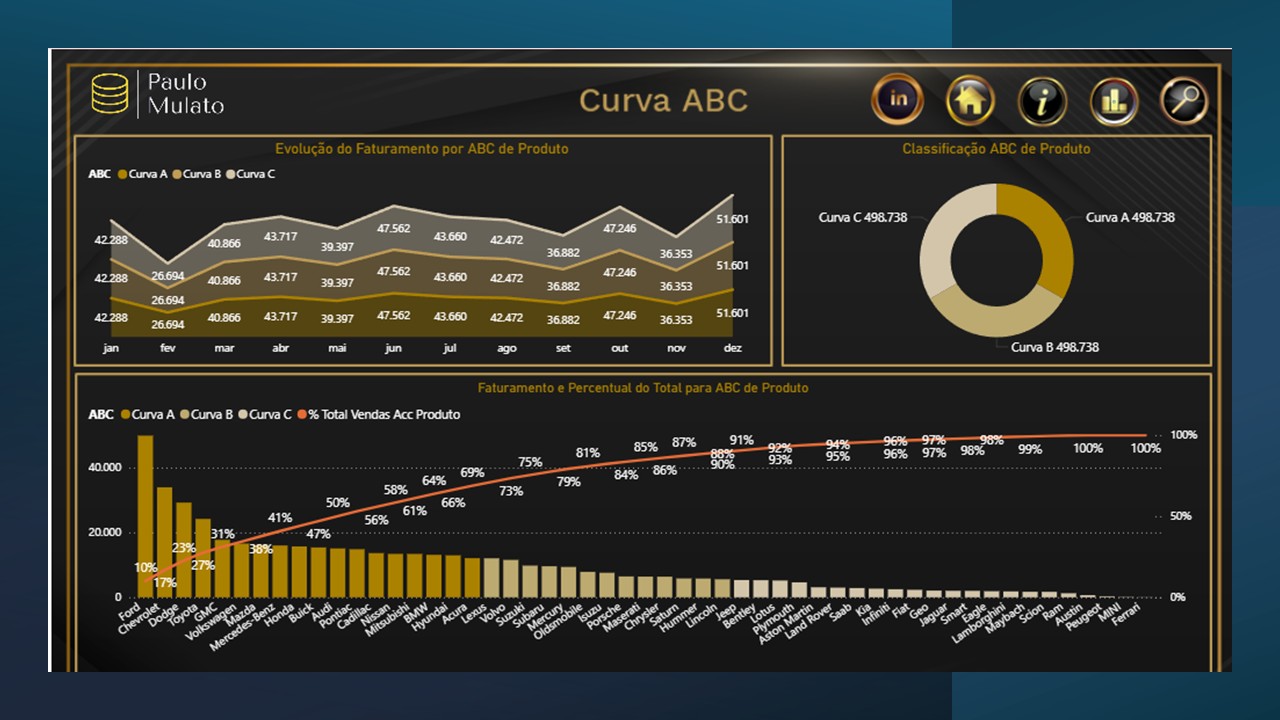 Paulo
Mulato
Curva ABC
in
i
Evolução do Faturamento por ABC de Produto
ABC Curva A Curva B Curva C
42.288 26.694 40.866 43.717 39.397 47.562 43.660 42.472 36.882 47.246 36.353 51.601
42.288 26.694 40.866 43.717 39.397 47.562 43.660 42.472 36.882 47.246 36.353 51.601
42.288 26.694 40.866 43.717 39.397 47.562 43.660 42.472 36.882 47.246 36.353 51.601
jan fev mar abr mai jun jul ago set out nov dez
Classificação ABC de Produto
Curva C 498.738
Curva A 498.738
Curva B 498.738
Faturamento e Percentual do Total para ABC de Produto
ABC Curva A Curva B Curva C % Total Vendas Acc Produto
40.000
20.000
0
10% 17% 23% 27% 31% 38% 41% 47% 50% 56% 58% 61% 64% 66% 69% 73% 75% 79% 81% 84% 85% 86% 87% 88% 90% 91% 92% 93% 94% 95% 96% 96% 97% 97% 98% 98% 99% 100% 100%
100%
50%
0%
Ford Chevrolet Dodge Toyota GMC Volkswagen Mazda Mercedes-Benz Honda Buick Audi Pontiac Cadillac Nissan Mitsubishi BMW Hyundai Acura Lexus Volvo Suzuki Subaru Mercury Oldsmobile Isuzu Porsche Maserati Chrysler Saturn Hummer Lincoln Jeep Bentley Lotus Plymouth Aston Martin Land Rover Saab Kia Infiniti Fiat Geo Jaguar Smart Eagle Lamborghini Maybach Scion Ram Austin Peugeot MINI Ferrari